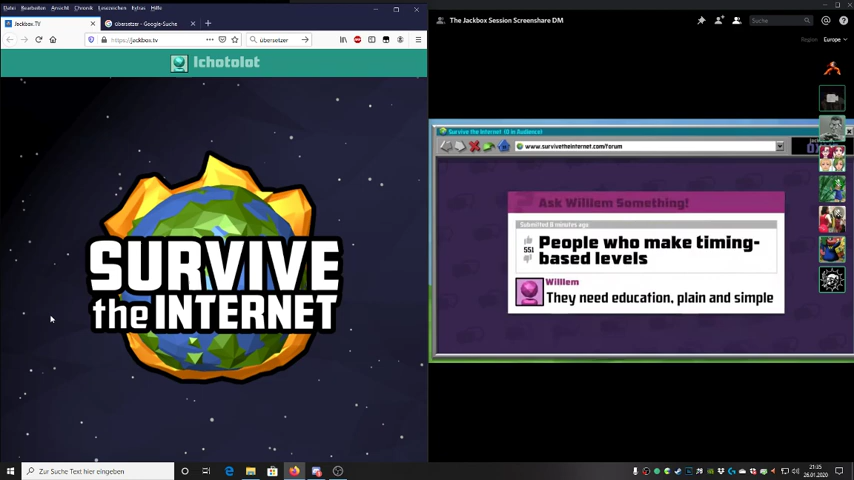 Datei Bearbeiten Ansicht Chronik Lesezeichen Extras Hilfe
Jackbox.TV
übersetzer - Google-Suche
https://jackbox.tv
übersetzer
Ichotolot
SURVIVE
the INTERNET
Zur Suche Text hier eingeben
The Jackbox Session Screenshare DM
Suche
Region
Europe
Survive the Internet (0 in Audience)
www.survivetheinternet.com/forum
Ask Willem Something!
Submitted 8 minutes ago
551
People who make timing-
based levels
Willem
They need education, plain and simple
21:35
26.01.2020